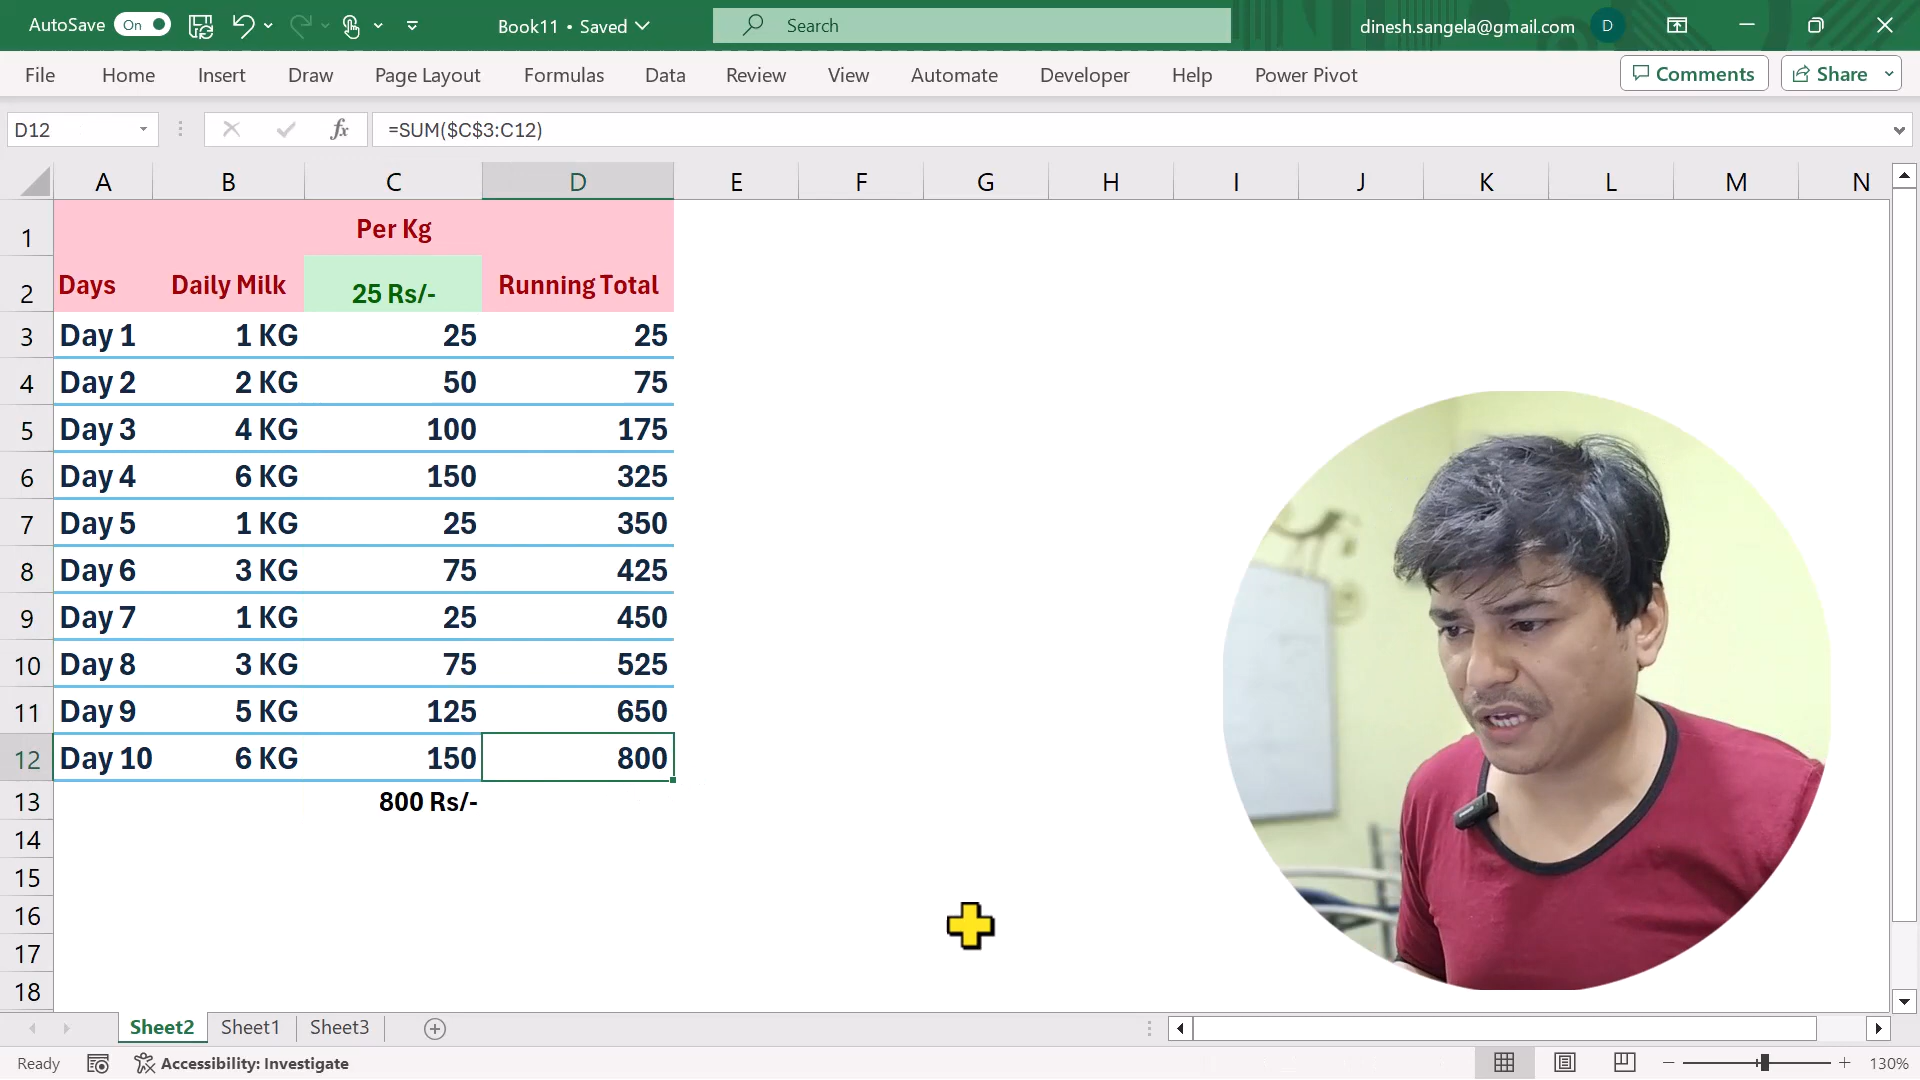 AutoSave On Book11 • Saved Search dinesh.sangela@gmail.com D
File Home Insert Draw Page Layout Formulas Data Review View Automate Developer Help Power Pivot Comments Share
D12 fx =SUM($C$3:C12)
A B C D E F G H I J K L M N
1 Per Kg
2 Days Daily Milk 25 Rs/- Running Total
3 Day 1 1 KG 25 25
4 Day 2 2 KG 50 75
5 Day 3 4 KG 100 175
6 Day 4 6 KG 150 325
7 Day 5 1 KG 25 350
8 Day 6 3 KG 75 425
9 Day 7 1 KG 25 450
10 Day 8 3 KG 75 525
11 Day 9 5 KG 125 650
12 Day 10 6 KG 150 800
13 800 Rs/-
14
15
16
17
18
Sheet2 Sheet1 Sheet3
Ready Accessibility: Investigate 130%